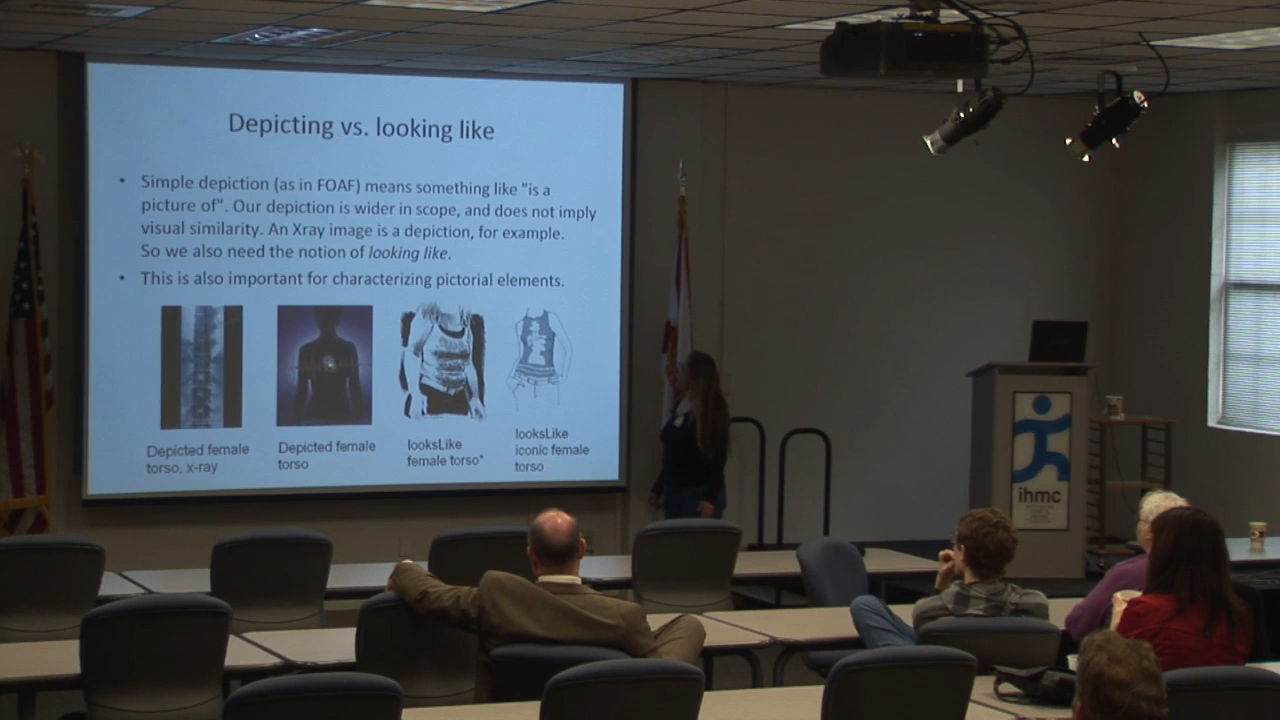 Depicting vs. looking like
• Simple depiction (as in FOAF) means something like "is a
picture of". Our depiction is wider in scope, and does not imply
visual similarity. An Xray image is a depiction, for example.
So we also need the notion of looking like.
• This is also important for characterizing pictorial elements.
Depicted female
torso, x-ray
Depicted female
torso
looksLike
female torso*
looksLike
iconic female
torso
ihmc